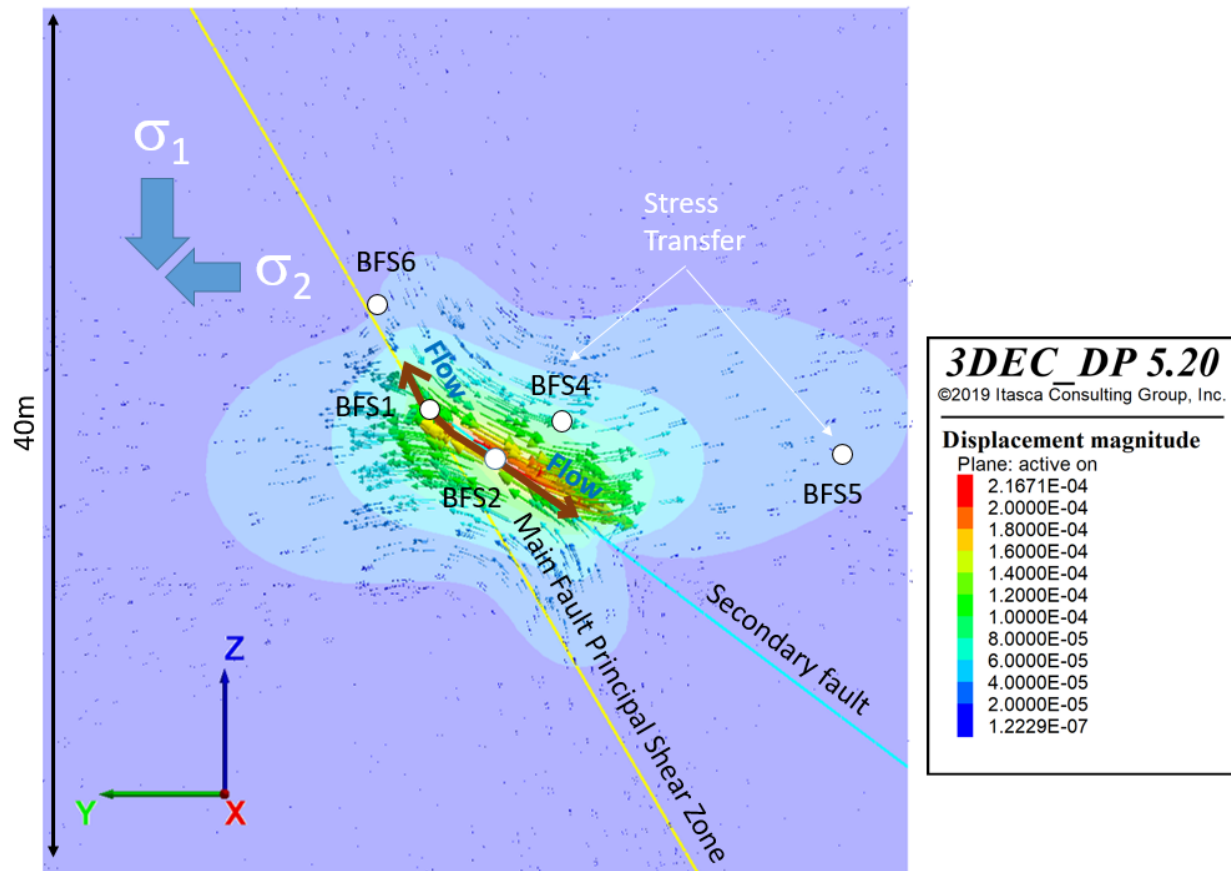 σ1
σ2
40m
Stress
Transfer
BFS6
Flow
BFS4
BFS1
Flow
BFS5
BFS2
Main Fault Principal Shear Zone
Secondary fault
Z
Y
X
3DEC_DP 5.20
©2019 Itasca Consulting Group, Inc.
Displacement magnitude
Plane: active on
2.1671E-04
2.0000E-04
1.8000E-04
1.6000E-04
1.4000E-04
1.2000E-04
1.0000E-04
8.0000E-05
6.0000E-05
4.0000E-05
2.0000E-05
1.2229E-07